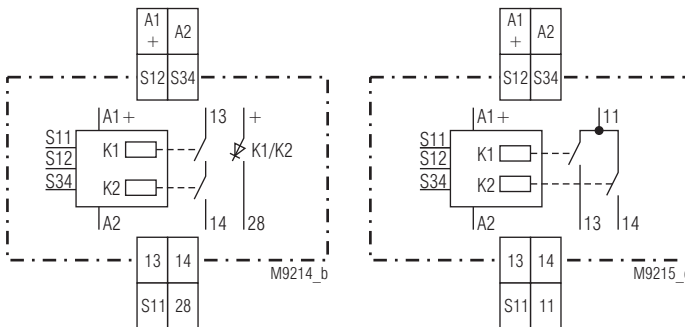 A1 + A2
S12 S34
A1+ 13 +
S11
S12 K1 K1/K2
S34 K2
A2 14 28
13 14
M9214_b
S11 28
A1 + A2
S12 S34
A1+ 11
S11
S12 K1
S34 K2
A2 13 14
13 14
M9215_
S11 11